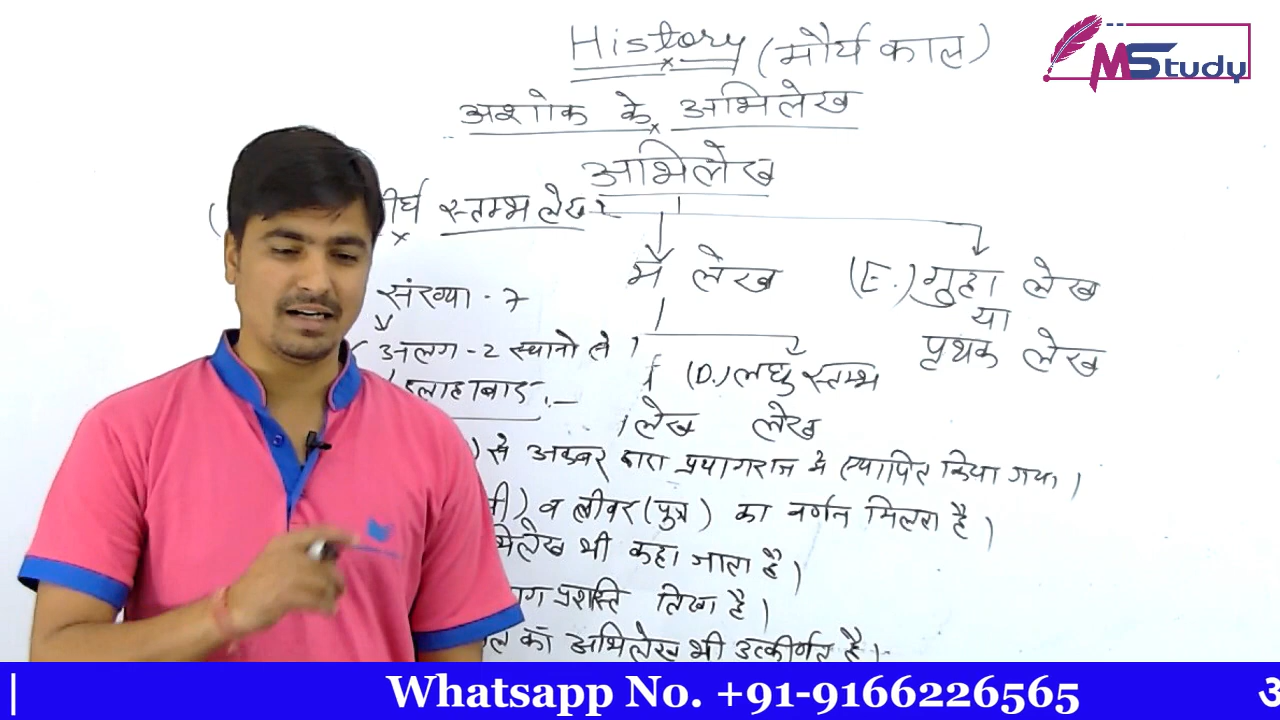 History (मौर्य काल)
MStudy
अशोक के अभिलेख
अभिलेख
र्घ स्तम्भ लेख
लेख (E.) गुहा लेख
या
पृथक लेख
संख्या - 7
अलग - 2 स्थानो से
(D.) लघु स्तम्भ
लेख लेख
से अकबर द्वारा प्रयागराज मे स्थापित किया गया।
व तीवर (पुत्र) का वर्णन मिलता है।
भिलेख भी कहा जाता है।
प्रशस्ति लिखा है।
का अभिलेख भी उत्कीर्णत है।
Whatsapp No. +91-9166226565